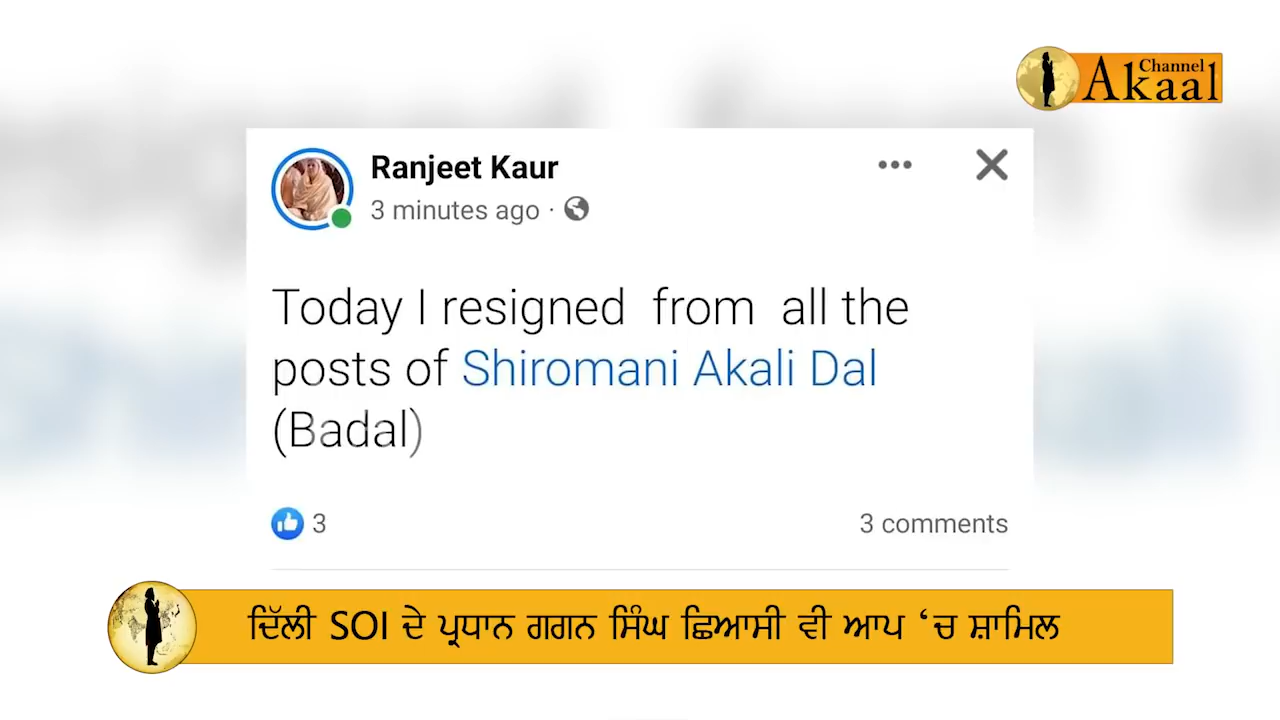 Channel
Akaal
Ranjeet Kaur
3 minutes ago ·
Today I resigned from all the
posts of Shiromani Akali Dal
(Badal)
3
3 comments
ਦਿੱਲੀ SOI ਦੇ ਪ੍ਰਧਾਨ ਗਗਨ ਸਿੰਘ ਛਿਆਸੀ ਵੀ ਆਪ ‘ਚ ਸ਼ਾਮਿਲ